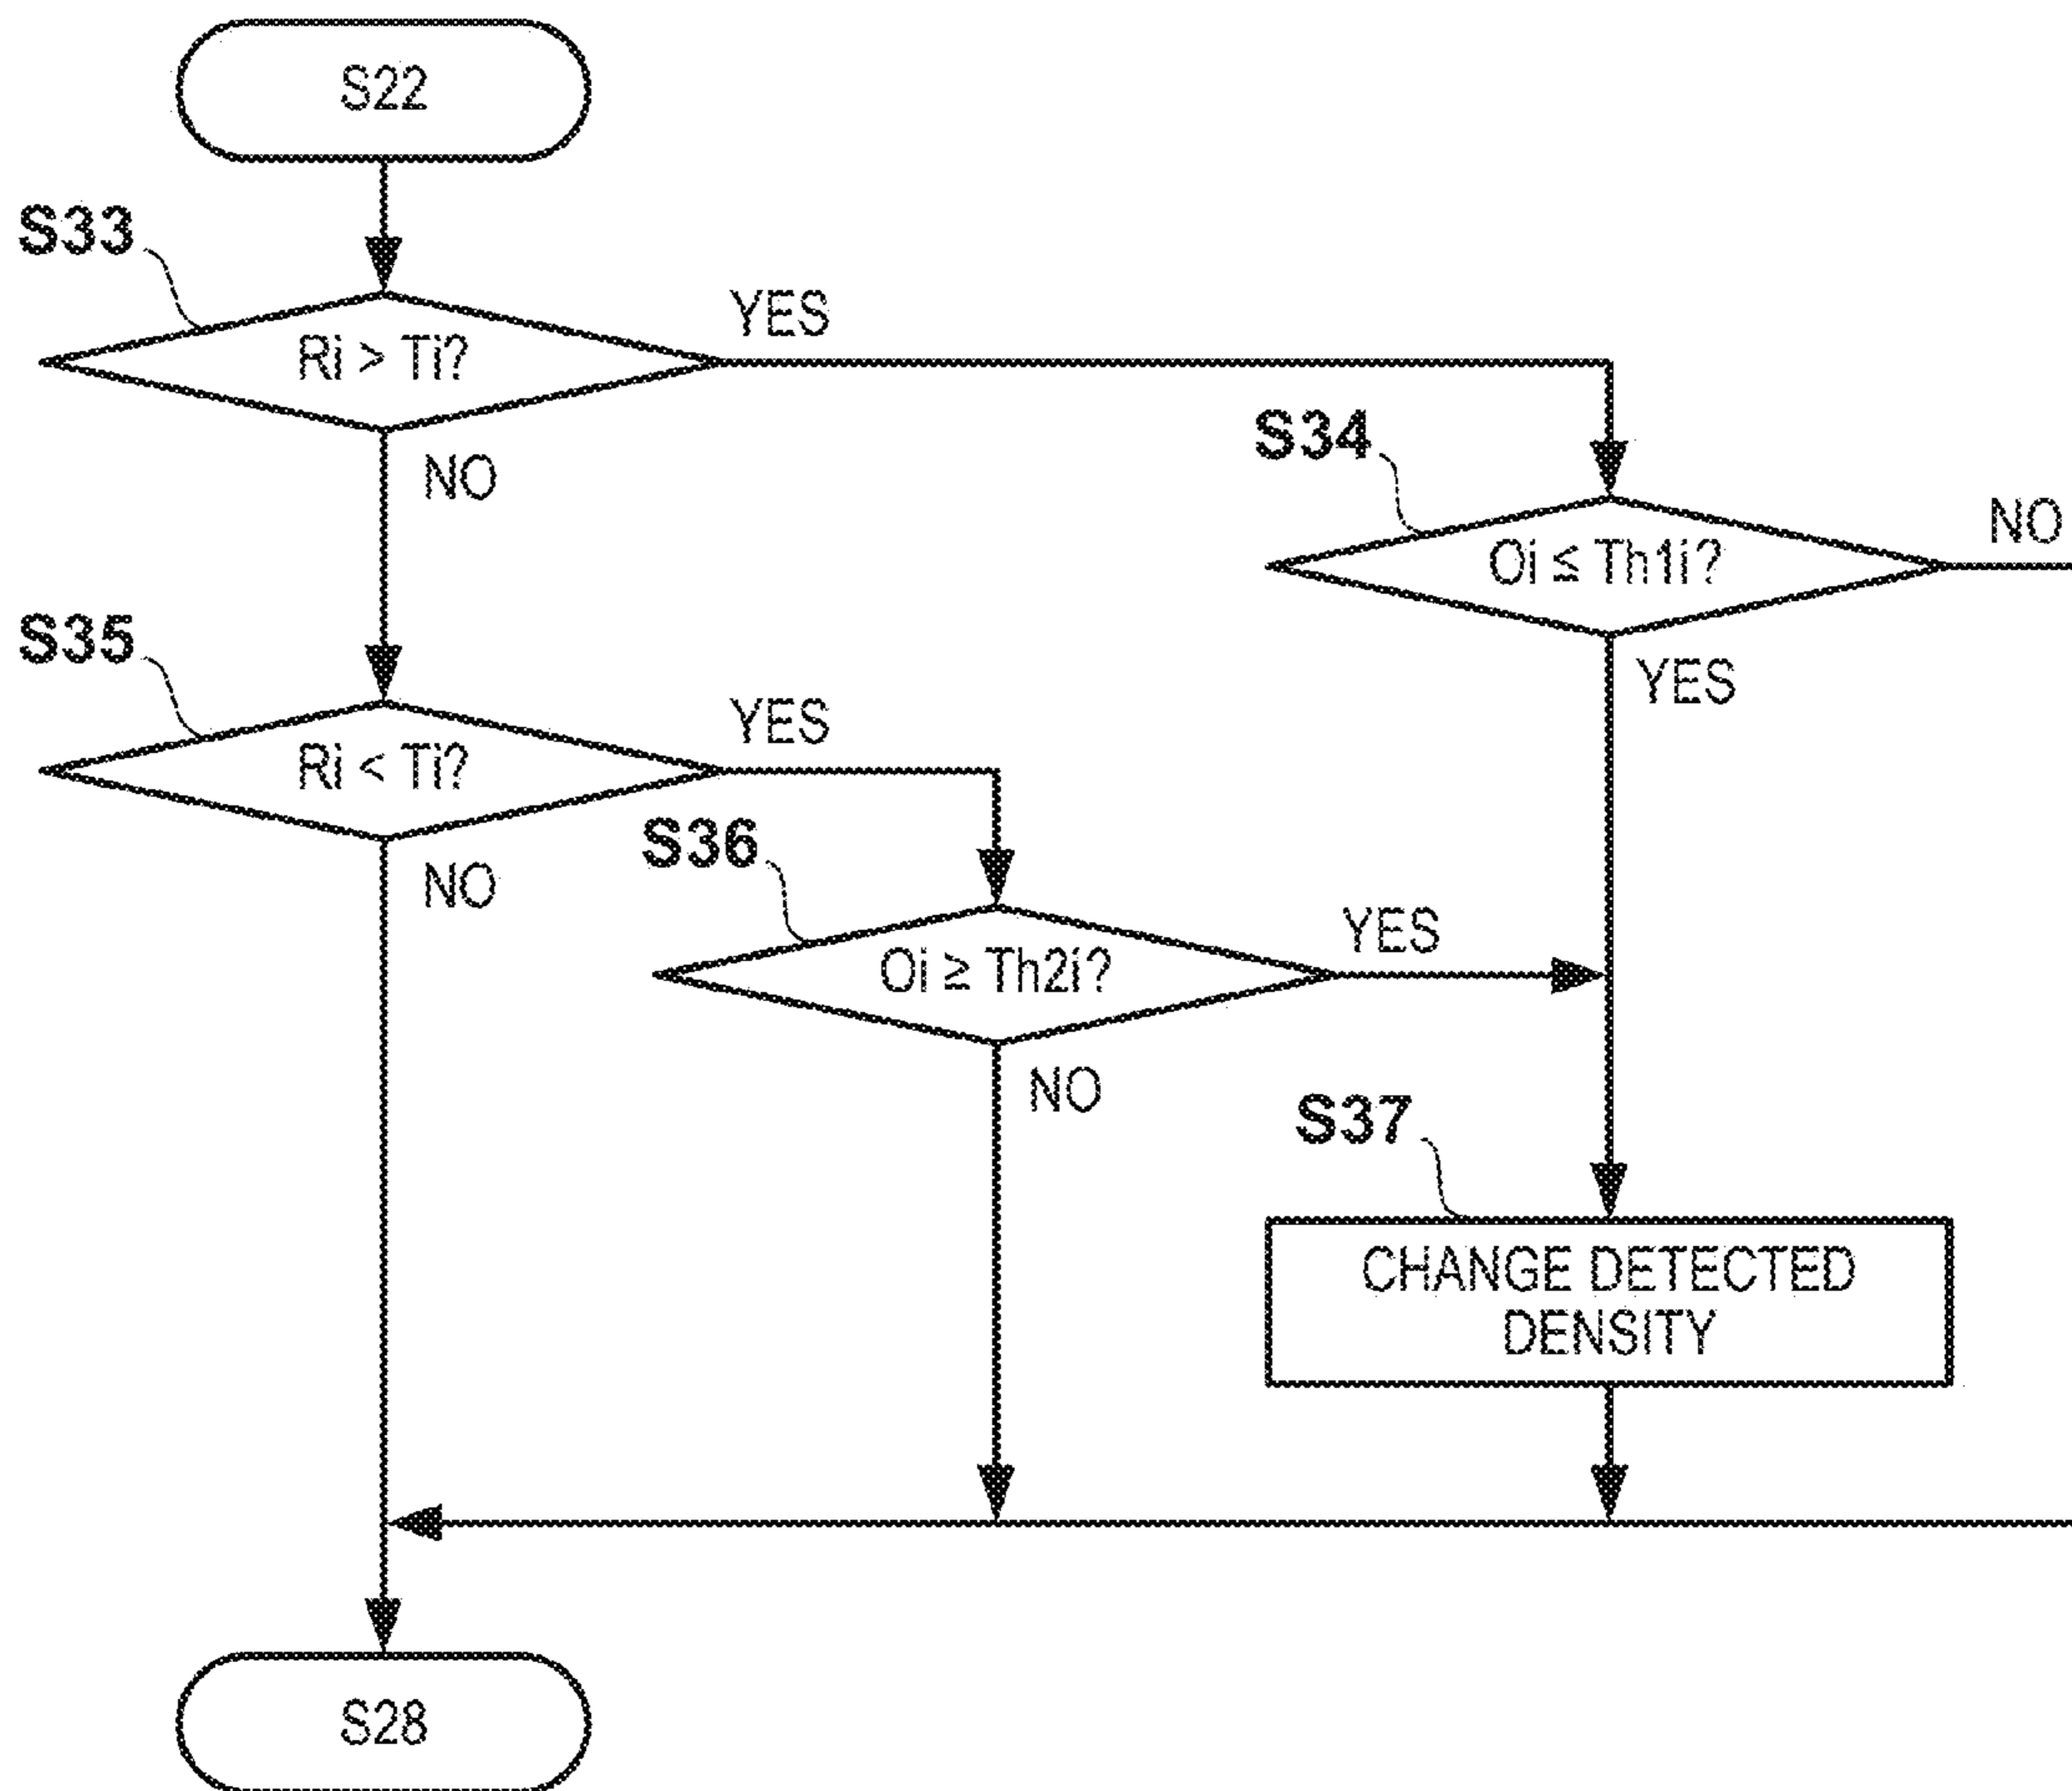 S22
S33
Ri > Ti?
YES
NO
S34
Oi ≤ Th1i?
NO
YES
S35
Ri < Ti?
YES
NO
S36
Oi ≥ Th2i?
YES
NO
S37
CHANGE DETECTED
DENSITY
S28